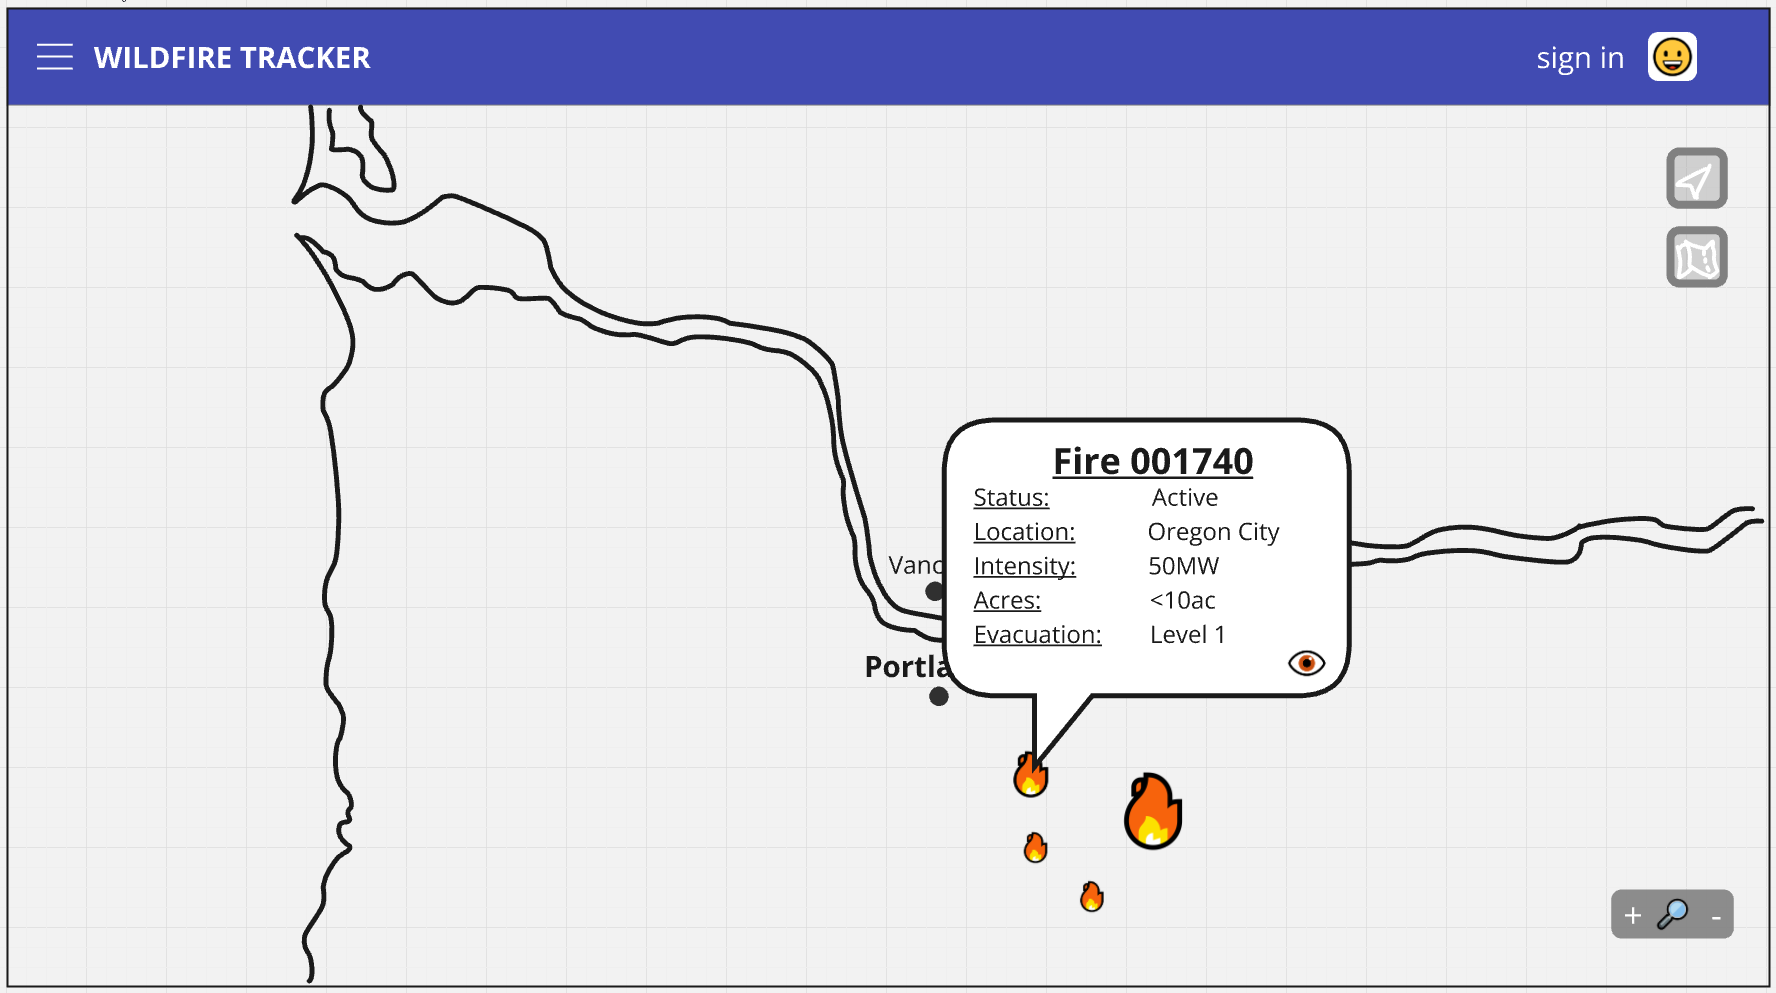 WILDFIRE TRACKER
sign in
Fire 001740
Status: Active
Location: Oregon City
Intensity: 50MW
Acres: <10ac
Evacuation: Level 1
Vanc
Portla
+ -